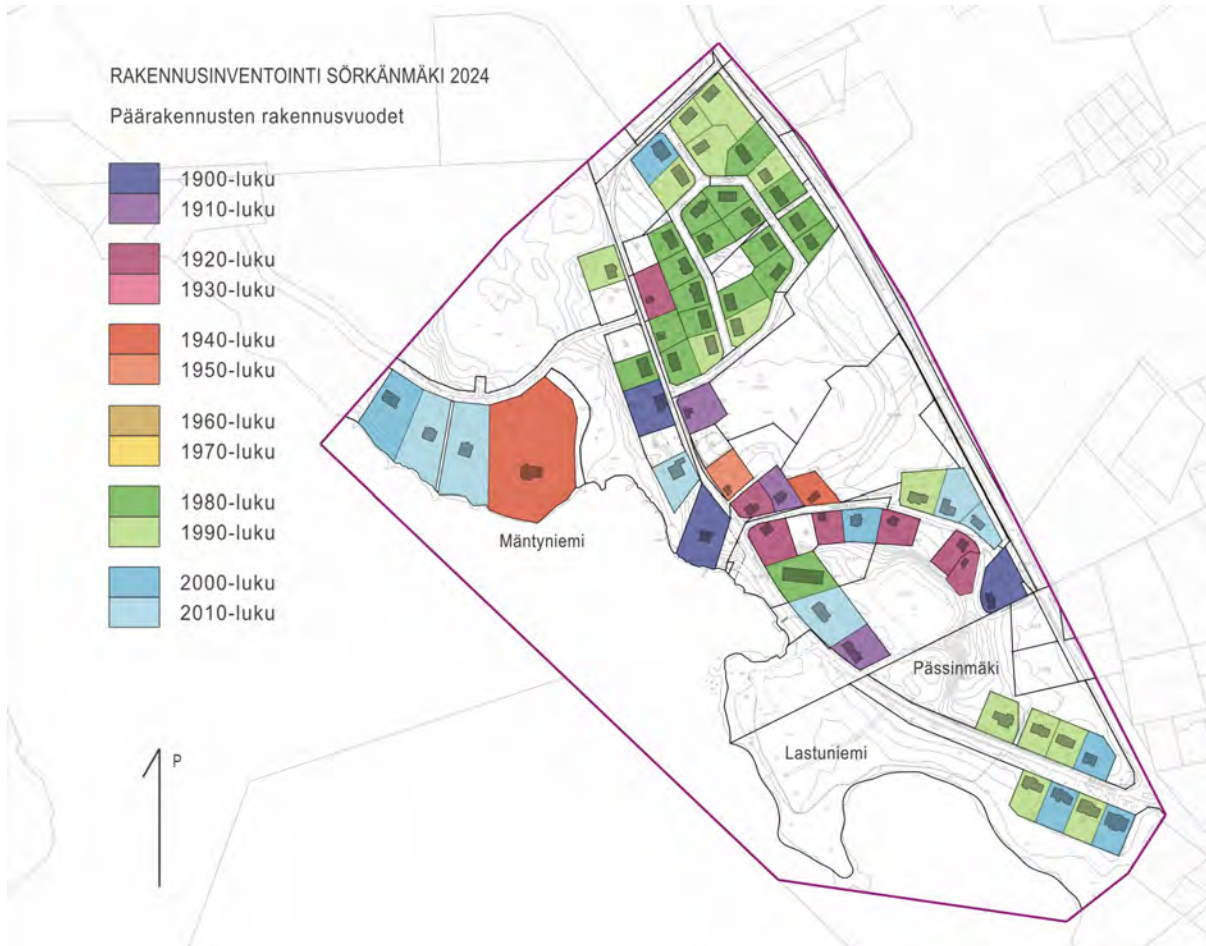 RAKENNUSINVENTOINTI SÖRKÄNMÄKI 2024
Päärakennusten rakennusvuodet
1900-luku
1910-luku
1920-luku
1930-luku
1940-luku
1950-luku
1960-luku
1970-luku
1980-luku
1990-luku
2000-luku
2010-luku
Mäntyniemi
Pässinmäki
Lastuniemi
P